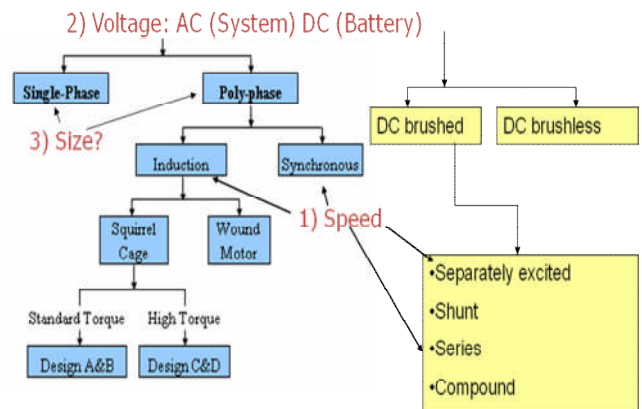 2) Voltage: AC (System) DC (Battery)
Single-Phase
Poly-phase
DC brushed
DC brushless
3) Size?
Induction
Synchronous
1) Speed
Squirrel
Cage
Wound
Motor
•Separately excited
•Shunt
•Series
•Compound
Standard Torque
High Torque
Design A&B
Design C&D